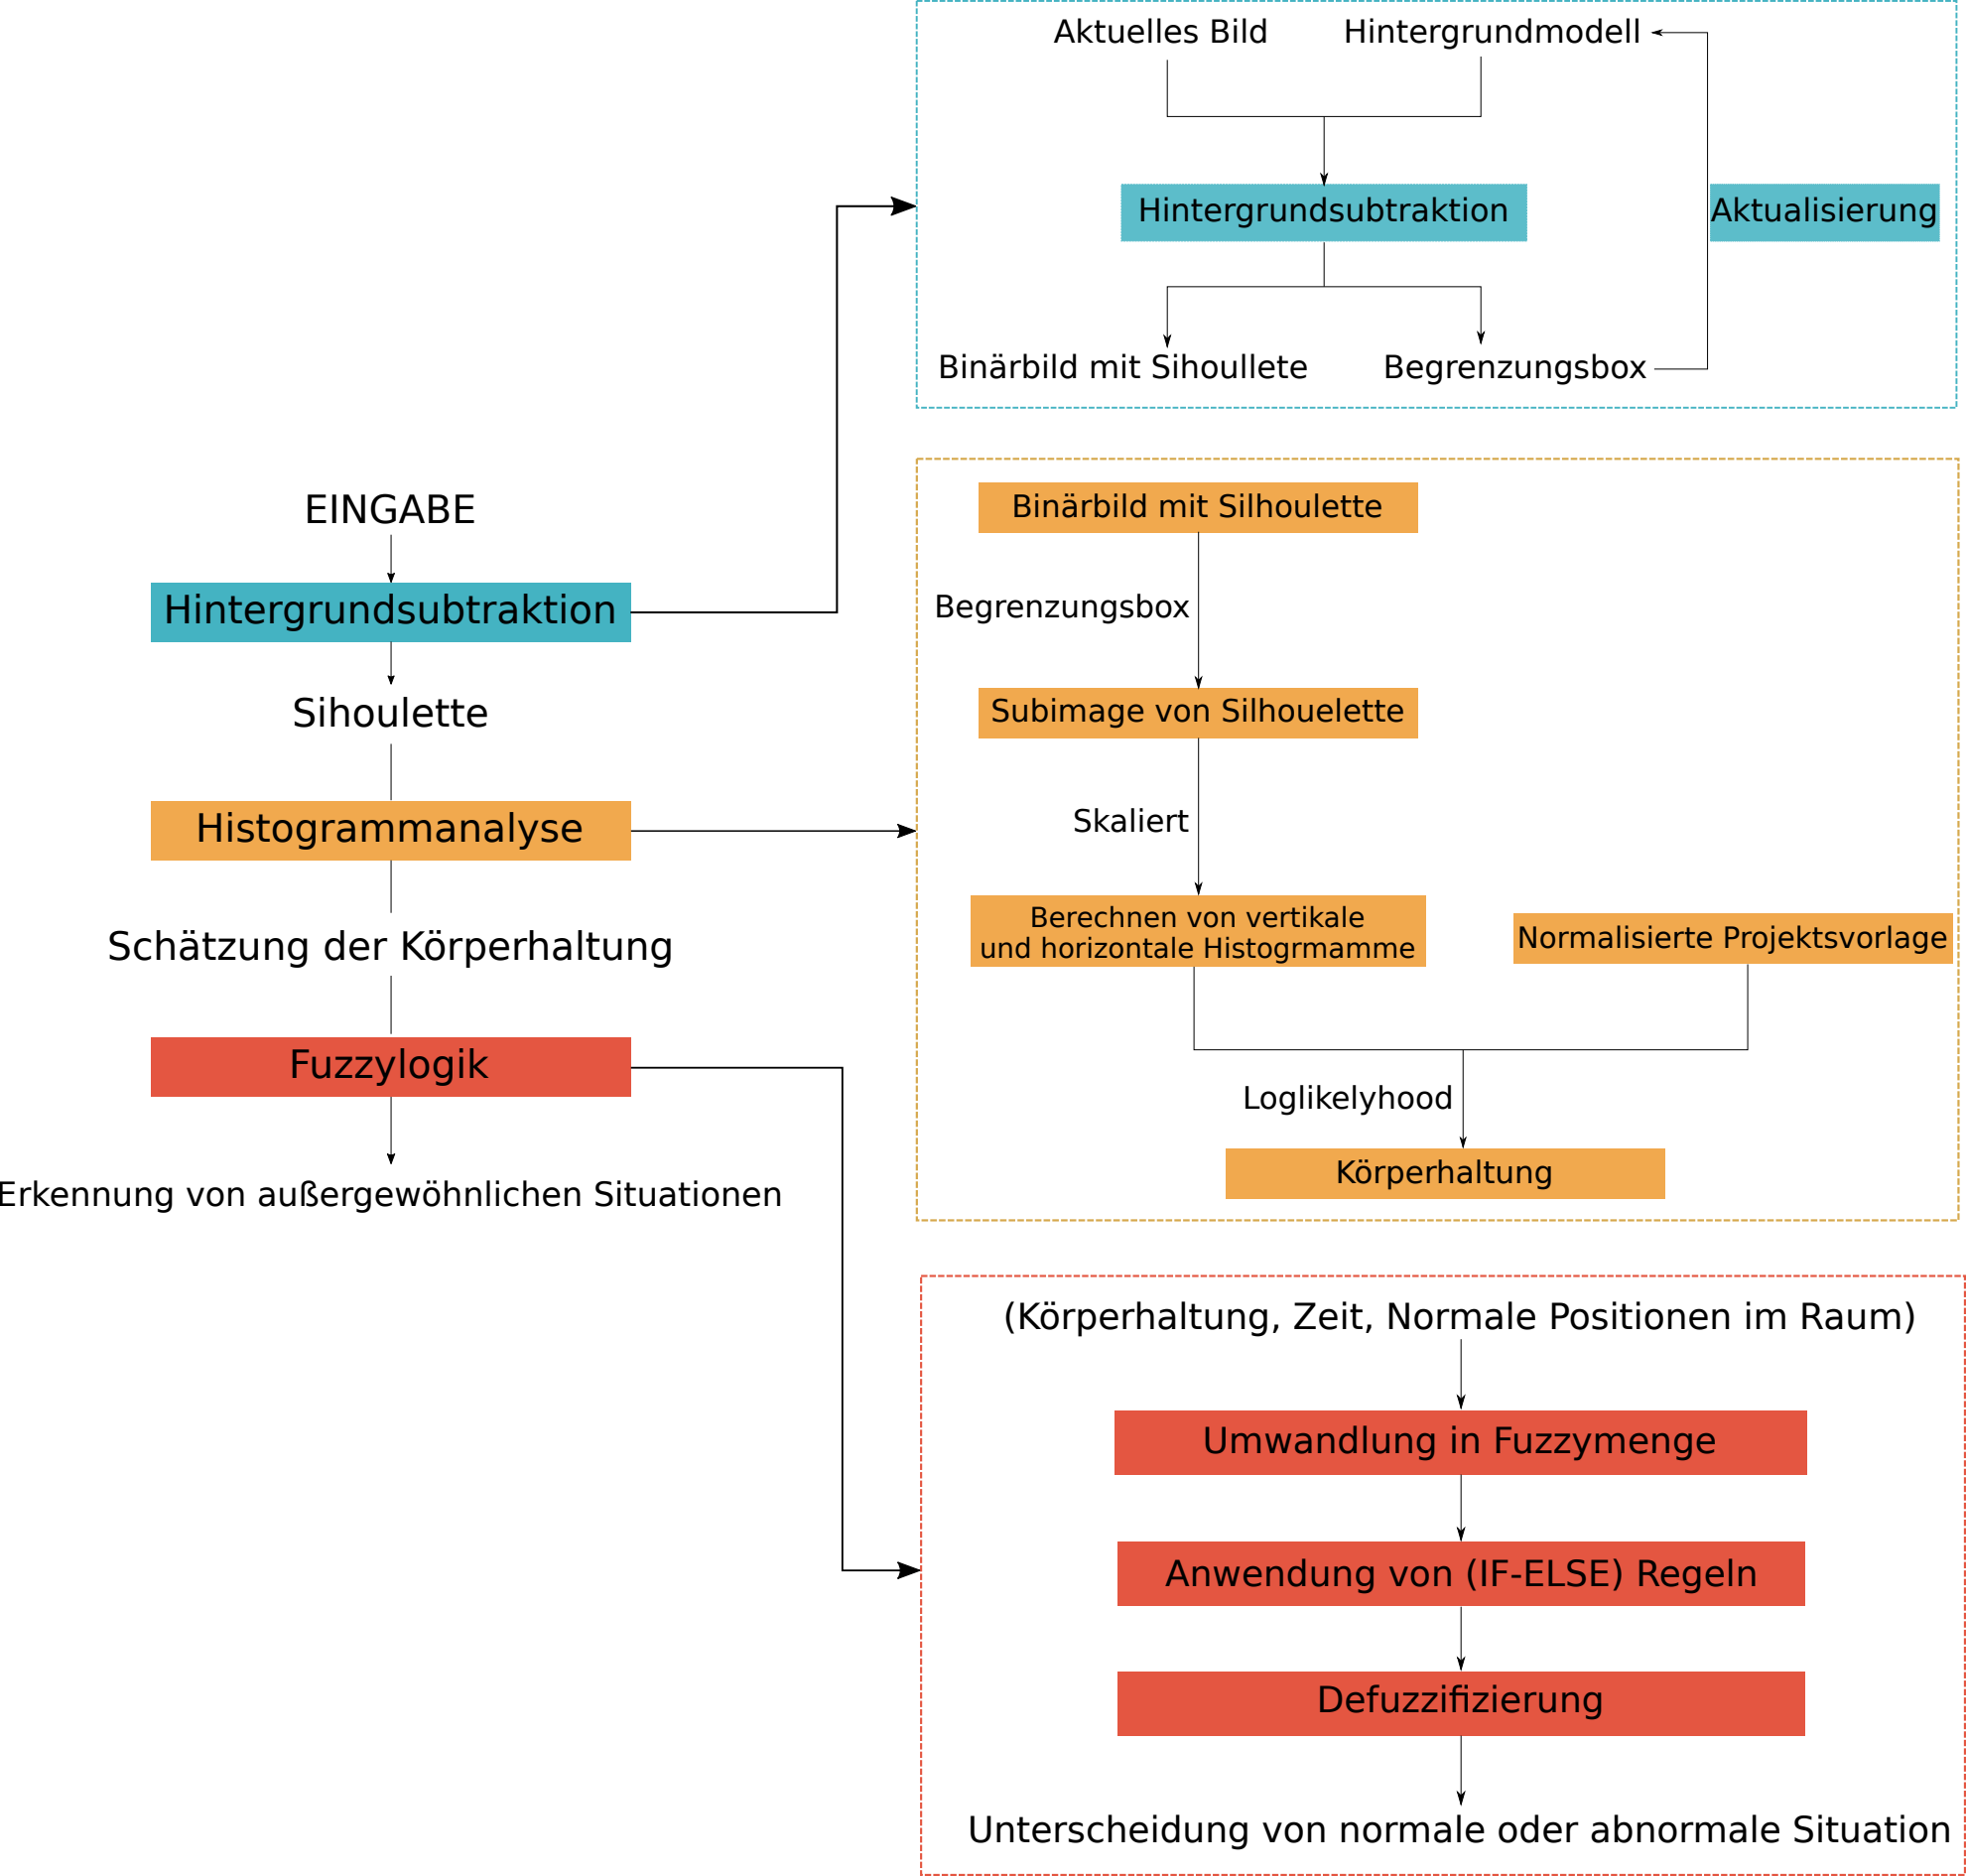 Aktuelles Bild
Hintergrundmodell
Hintergrundsubtraktion
Aktualisierung
Binärbild mit Sihoullete
Begrenzungsbox
EINGABE
Hintergrundsubtraktion
Sihoulette
Histogrammanalyse
Schätzung der Körperhaltung
Fuzzylogik
Erkennung von außergewöhnlichen Situationen
Binärbild mit Silhoulette
Begrenzungsbox
Subimage von Silhouelette
Skaliert
Berechnen von vertikale
und horizontale Histogrmamme
Normalisierte Projektsvorlage
Loglikelyhood
Körperhaltung
(Körperhaltung, Zeit, Normale Positionen im Raum)
Umwandlung in Fuzzymenge
Anwendung von (IF-ELSE) Regeln
Defuzzifizierung
Unterscheidung von normale oder abnormale Situation